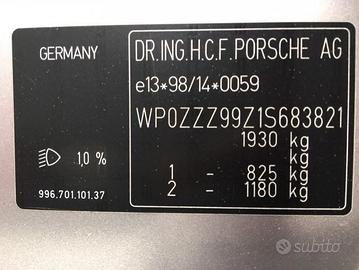 GERMANY
DR.ING.H.C.F.PORSCHE AG
e13*98/14*0059
WP0ZZZ99Z1S683821
1930 kg
kg
1,0 %
1 - 825 kg
2 - 1180 kg
996.701.101.37
subito